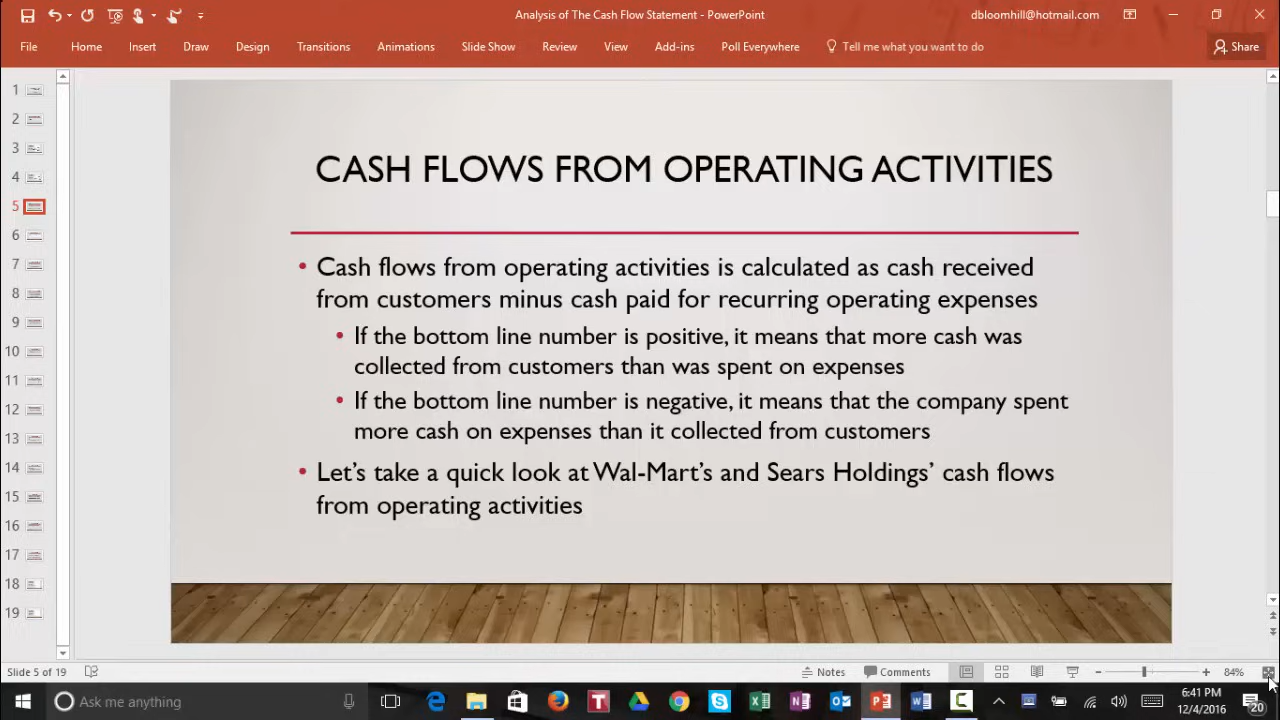 Analysis of The Cash Flow Statement - PowerPoint
dbloomhill@hotmail.com
File Home Insert Draw Design Transitions Animations Slide Show Review View Add-ins Poll Everywhere Tell me what you want to do Share
1
2
3
4
5
6
7
8
9
10
11
12
13
14
15
16
17
18
19
CASH FLOWS FROM OPERATING ACTIVITIES
• Cash flows from operating activities is calculated as cash received
from customers minus cash paid for recurring operating expenses
• If the bottom line number is positive, it means that more cash was
collected from customers than was spent on expenses
• If the bottom line number is negative, it means that the company spent
more cash on expenses than it collected from customers
• Let's take a quick look at Wal-Mart's and Sears Holdings' cash flows
from operating activities
Slide 5 of 19 Notes Comments 84%
Ask me anything
6:41 PM
12/4/2016
20